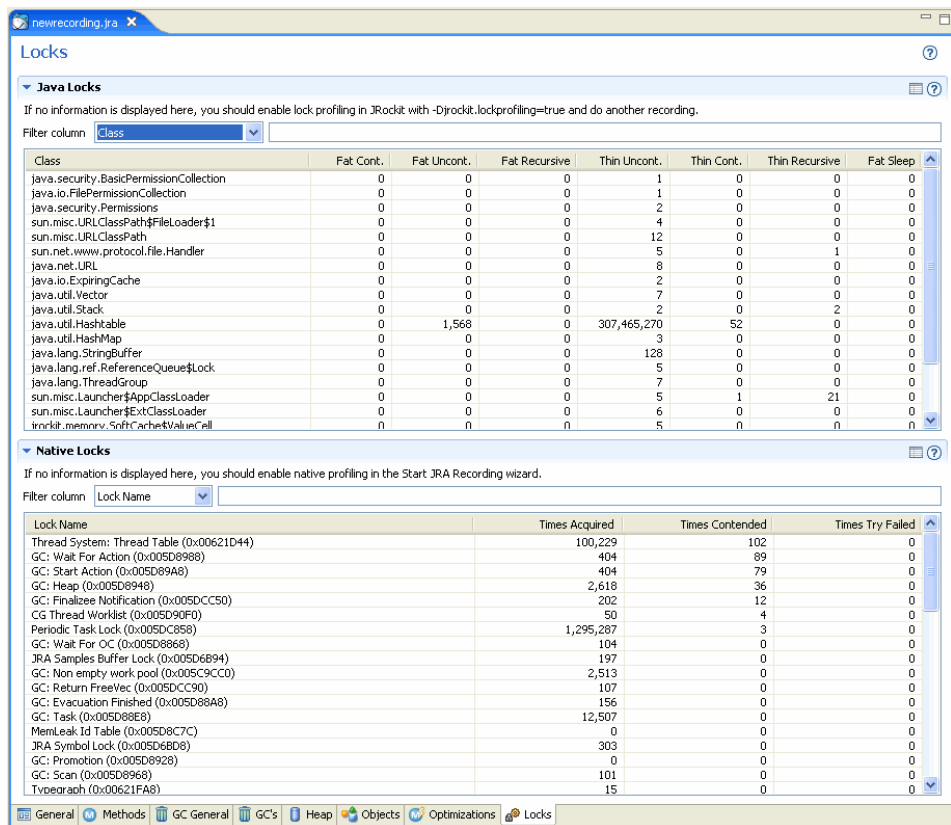 newrecording.jra
Locks
Java Locks
If no information is displayed here, you should enable lock profiling in JRockit with -Djrockit.lockprofiling=true and do another recording.
Filter column Class
Class Fat Cont. Fat Uncont. Fat Recursive Thin Uncont. Thin Cont. Thin Recursive Fat Sleep
java.security.BasicPermissionCollection 0 0 0 1 0 0 0
java.io.FilePermissionCollection 0 0 0 1 0 0 0
java.security.Permissions 0 0 0 2 0 0 0
sun.misc.URLClassPath$FileLoader$1 0 0 0 4 0 0 0
sun.misc.URLClassPath 0 0 0 12 0 0 0
sun.net.www.protocol.file.Handler 0 0 0 5 0 1 0
java.net.URL 0 0 0 8 0 0 0
java.io.ExpiringCache 0 0 0 2 0 0 0
java.util.Vector 0 0 0 7 0 0 0
java.util.Stack 0 0 0 2 0 2 0
java.util.Hashtable 0 1,568 0 307,465,270 52 0 0
java.util.HashMap 0 0 0 3 0 0 0
java.lang.StringBuffer 0 0 0 128 0 0 0
java.lang.ref.ReferenceQueue$Lock 0 0 0 5 0 0 0
java.lang.ThreadGroup 0 0 0 7 0 0 0
sun.misc.Launcher$AppClassLoader 0 0 0 5 1 21 0
sun.misc.Launcher$ExtClassLoader 0 0 0 6 0 0 0
jrockit.memory.SoftCache$ValueCell 0 0 0 5 0 0 0
Native Locks
If no information is displayed here, you should enable native profiling in the Start JRA Recording wizard.
Filter column Lock Name
Lock Name Times Acquired Times Contended Times Try Failed
Thread System: Thread Table (0x00621D44) 100,229 102 0
GC: Wait For Action (0x005D8988) 404 89 0
GC: Start Action (0x005D89A8) 404 79 0
GC: Heap (0x005D8948) 2,618 36 0
GC: Finalizee Notification (0x005DCC50) 202 12 0
CG Thread Worklist (0x005D90F0) 50 4 0
Periodic Task Lock (0x005DC858) 1,295,287 3 0
GC: Wait For OC (0x005D8868) 104 0 0
JRA Samples Buffer Lock (0x005D6B94) 197 0 0
GC: Non empty work pool (0x005C9CC0) 2,513 0 0
GC: Return FreeVec (0x005DCC90) 107 0 0
GC: Evacuation Finished (0x005D88A8) 156 0 0
GC: Task (0x005D88E8) 12,507 0 0
MemLeak Id Table (0x005D8C7C) 0 0 0
JRA Symbol Lock (0x005D6BD8) 303 0 0
GC: Promotion (0x005D8928) 0 0 0
GC: Scan (0x005D8968) 101 0 0
Typegraph (0x00621FA8) 15 0 0
General Methods GC General GC's Heap Objects Optimizations Locks